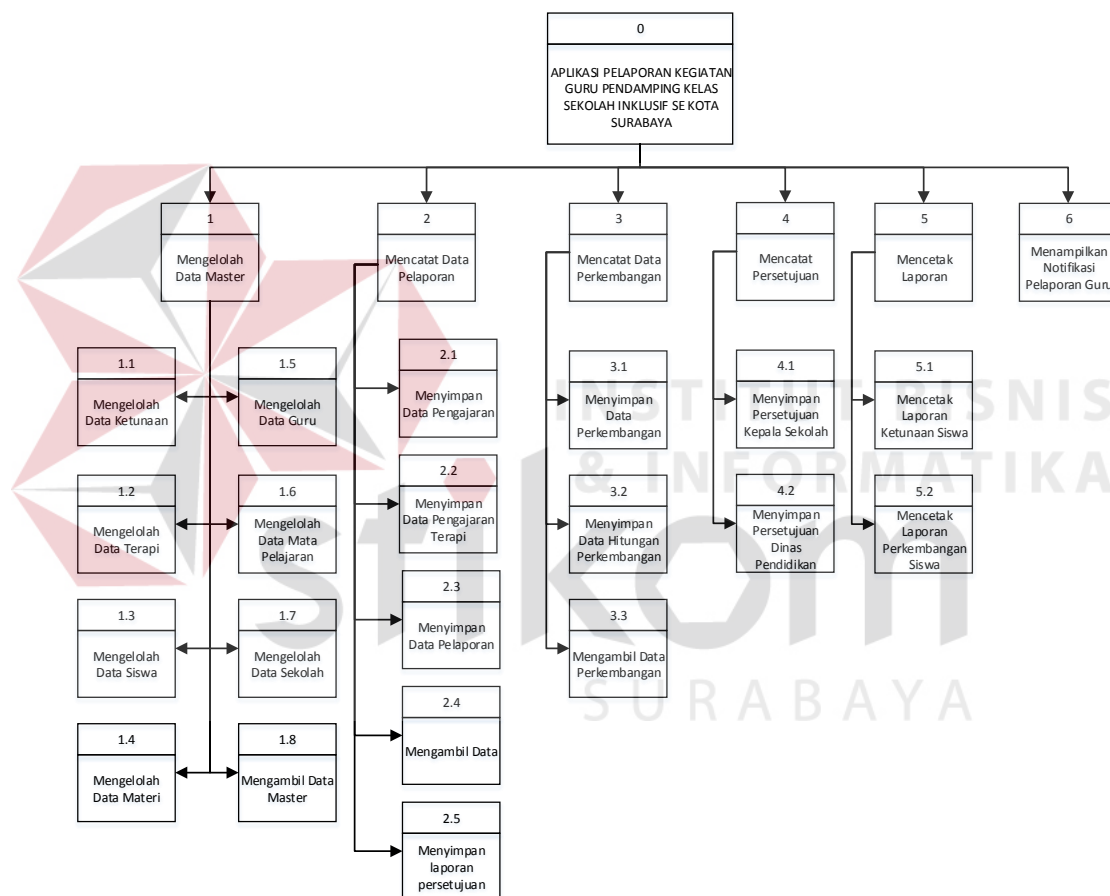 0
APLIKASI PELAPORAN KEGIATAN
GURU PENDAMPING KELAS
SEKOLAH INKLUSIF SE KOTA
SURABAYA
1
Mengelolah
Data Master
2
Mencatat Data
Pelaporan
3
Mencatat Data
Perkembangan
4
Mencatat
Persetujuan
5
Mencetak
Laporan
6
Menampilkan
Notifikasi
Pelaporan Guru
1.1
Mengelolah
Data Ketunaan
1.5
Mengelolah
Data Guru
1.2
Mengelolah
Data Terapi
1.6
Mengelolah
Data Mata
Pelajaran
1.3
Mengelolah
Data Siswa
1.7
Mengelolah
Data Sekolah
1.4
Mengelolah
Data Materi
1.8
Mengambil Data
Master
2.1
Menyimpan
Data Pengajaran
2.2
Menyimpan
Data Pengajaran
Terapi
2.3
Menyimpan
Data Pelaporan
2.4
Mengambil Data
2.5
Menyimpan
laporan
persetujuan
3.1
Menyimpan
Data
Perkembangan
3.2
Menyimpan
Data Hitungan
Perkembangan
3.3
Mengambil Data
Perkembangan
4.1
Menyimpan
Persetujuan
Kepala Sekolah
4.2
Menyimpan
Persetujuan
Dinas
Pendidikan
5.1
Mencetak
Laporan
Ketunaan Siswa
5.2
Mencetak
Laporan
Perkembangan
Siswa
INSTITUT BISNIS
& INFORMATIKA
stikom
SURABAYA